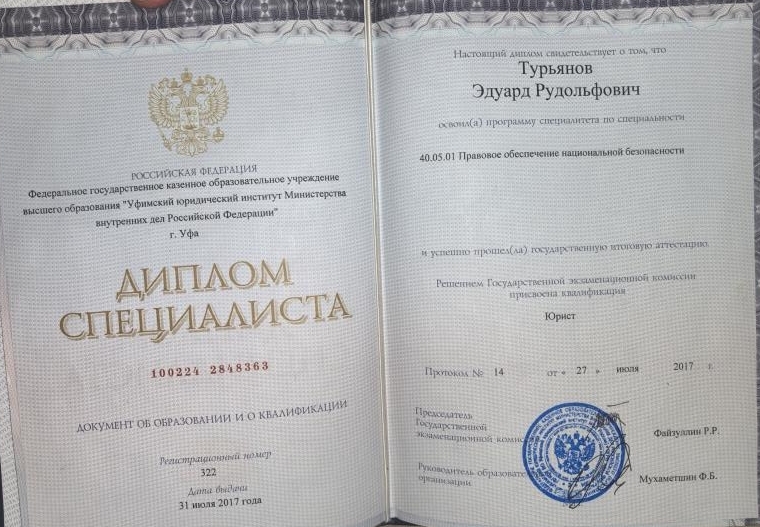 РОССИЙСКАЯ ФЕДЕРАЦИЯ
Федеральное государственное казенное образовательное учреждение
высшего образования "Уфимский юридический институт Министерства
внутренних дел Российской Федерации"
г. Уфа
ДИПЛОМ
СПЕЦИАЛИСТА
100224 2848363
ДОКУМЕНТ ОБ ОБРАЗОВАНИИ И О КВАЛИФИКАЦИИ
Регистрационный номер
322
Дата выдачи
31 июля 2017 года
Настоящий диплом свидетельствует о том, что
Турьянов
Эдуард Рудольфович
освоил(а) программу специалитета по специальности
40.05.01 Правовое обеспечение национальной безопасности
и успешно прошел(ла) государственную итоговую аттестацию
Решением Государственной экзаменационной комиссии
присвоена квалификация
Юрист
Протокол № 14 от « 27 » июля 2017 г.
Председатель
Государственной
экзаменационной комис
Файзуллин Р.Р.
Руководитель образовате
организации
Мухаметшин Ф.Б.